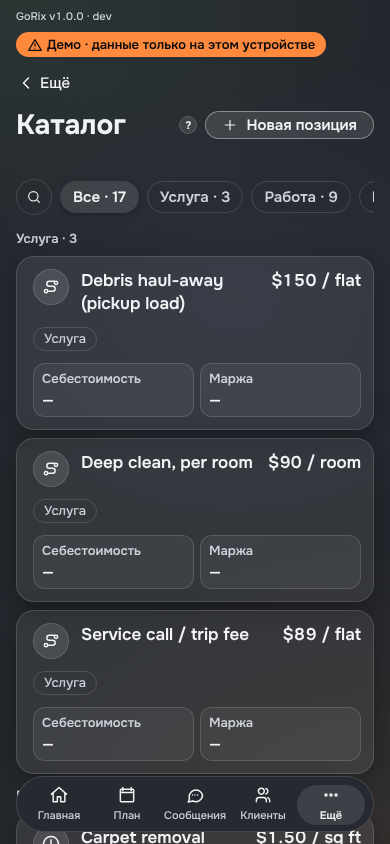 GoRix v1.0.0 · dev
Демо · данные только на этом устройстве
Ещё
Каталог
?
Новая позиция
Все · 17
Услуга · 3
Работа · 9
Услуга · 3
Debris haul-away (pickup load)
$150 / flat
Услуга
Себестоимость
—
Маржа
—
Deep clean, per room
$90 / room
Услуга
Себестоимость
—
Маржа
—
Service call / trip fee
$89 / flat
Услуга
Себестоимость
—
Маржа
—
Главная
План
Сообщения
Клиенты
Ещё
Carpet removal
$1.50 / sq ft